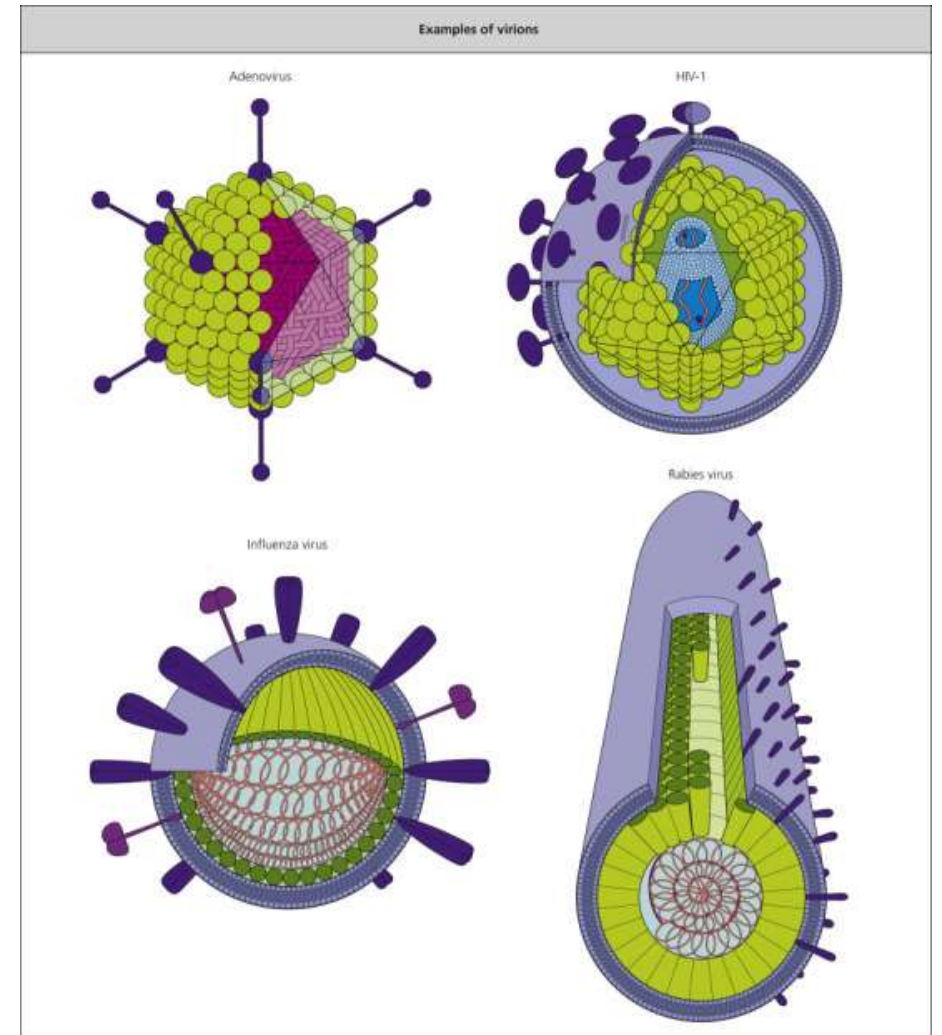 Examples of virions
Adenovirus
HIV-1
Influenza virus
Rabies virus